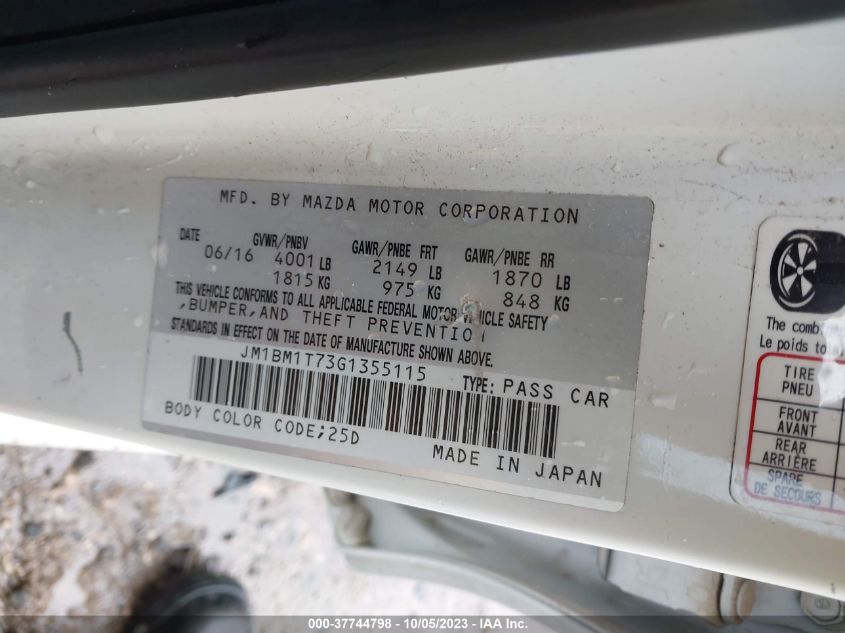 MFD. BY MAZDA MOTOR CORPORATION
DATE GVWR/PNBV GAWR/PNBE FRT GAWR/PNBE RR
06/16 4001 LB 2149 LB 1870 LB
1815 KG 975 KG 848 KG
THIS VEHICLE CONFORMS TO ALL APPLICABLE FEDERAL MOTOR VEHICLE SAFETY
,BUMPER,AND THEFT PREVENTION
STANDARDS IN EFFECT ON THE DATE OF MANUFACTURE SHOWN ABOVE.
JM1BM1T73G1355115
TYPE: PASS CAR
BODY COLOR CODE;25D
MADE IN JAPAN
The comb
Le poids to
TIRE
PNEU
FRONT
AVANT
REAR
ARRIÈRE
SPARE
DE SECOURS
000-37744798 - 10/05/2023 - IAA Inc.